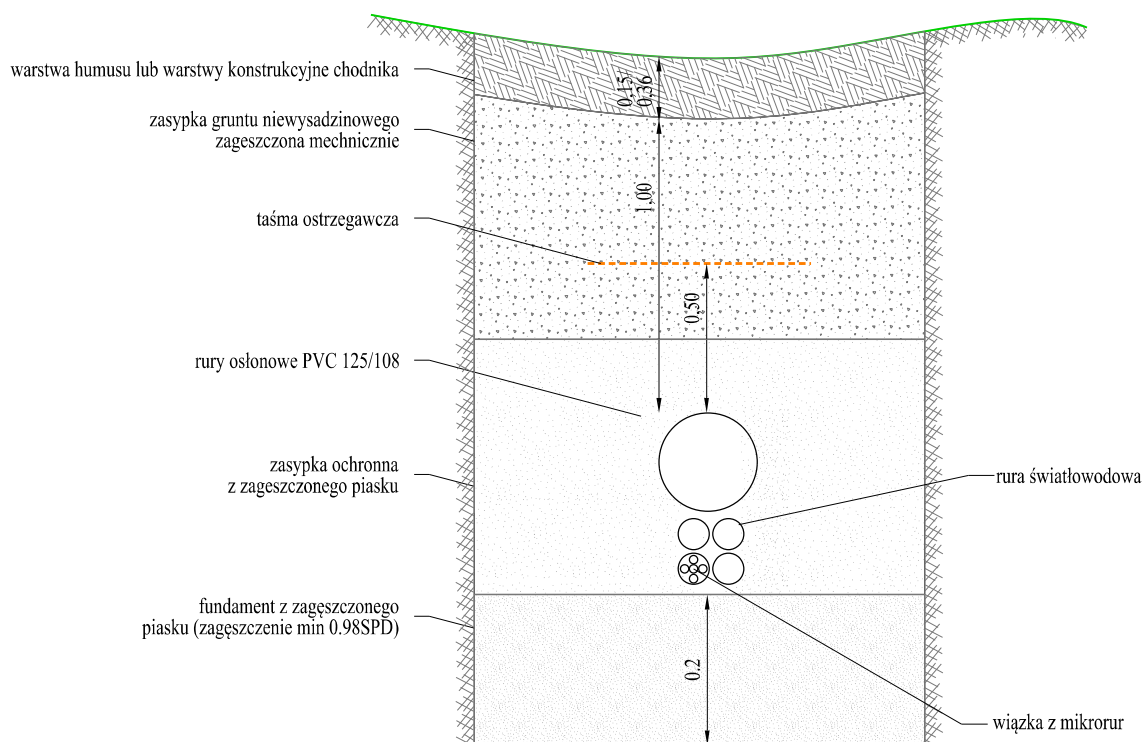 warstwa humusu lub warstwy konstrukcyjne chodnika
0,15
0,36
zasypka gruntu niewysadzinowego
zageszczona mechnicznie
1,00
taśma ostrzegawcza
0,50
rury osłonowe PVC 125/108
zasypka ochronna
z zageszczonego piasku
rura światłowodowa
fundament z zagęszczonego
piasku (zagęszczenie min 0.98SPD)
0.2
wiązka z mikrorur